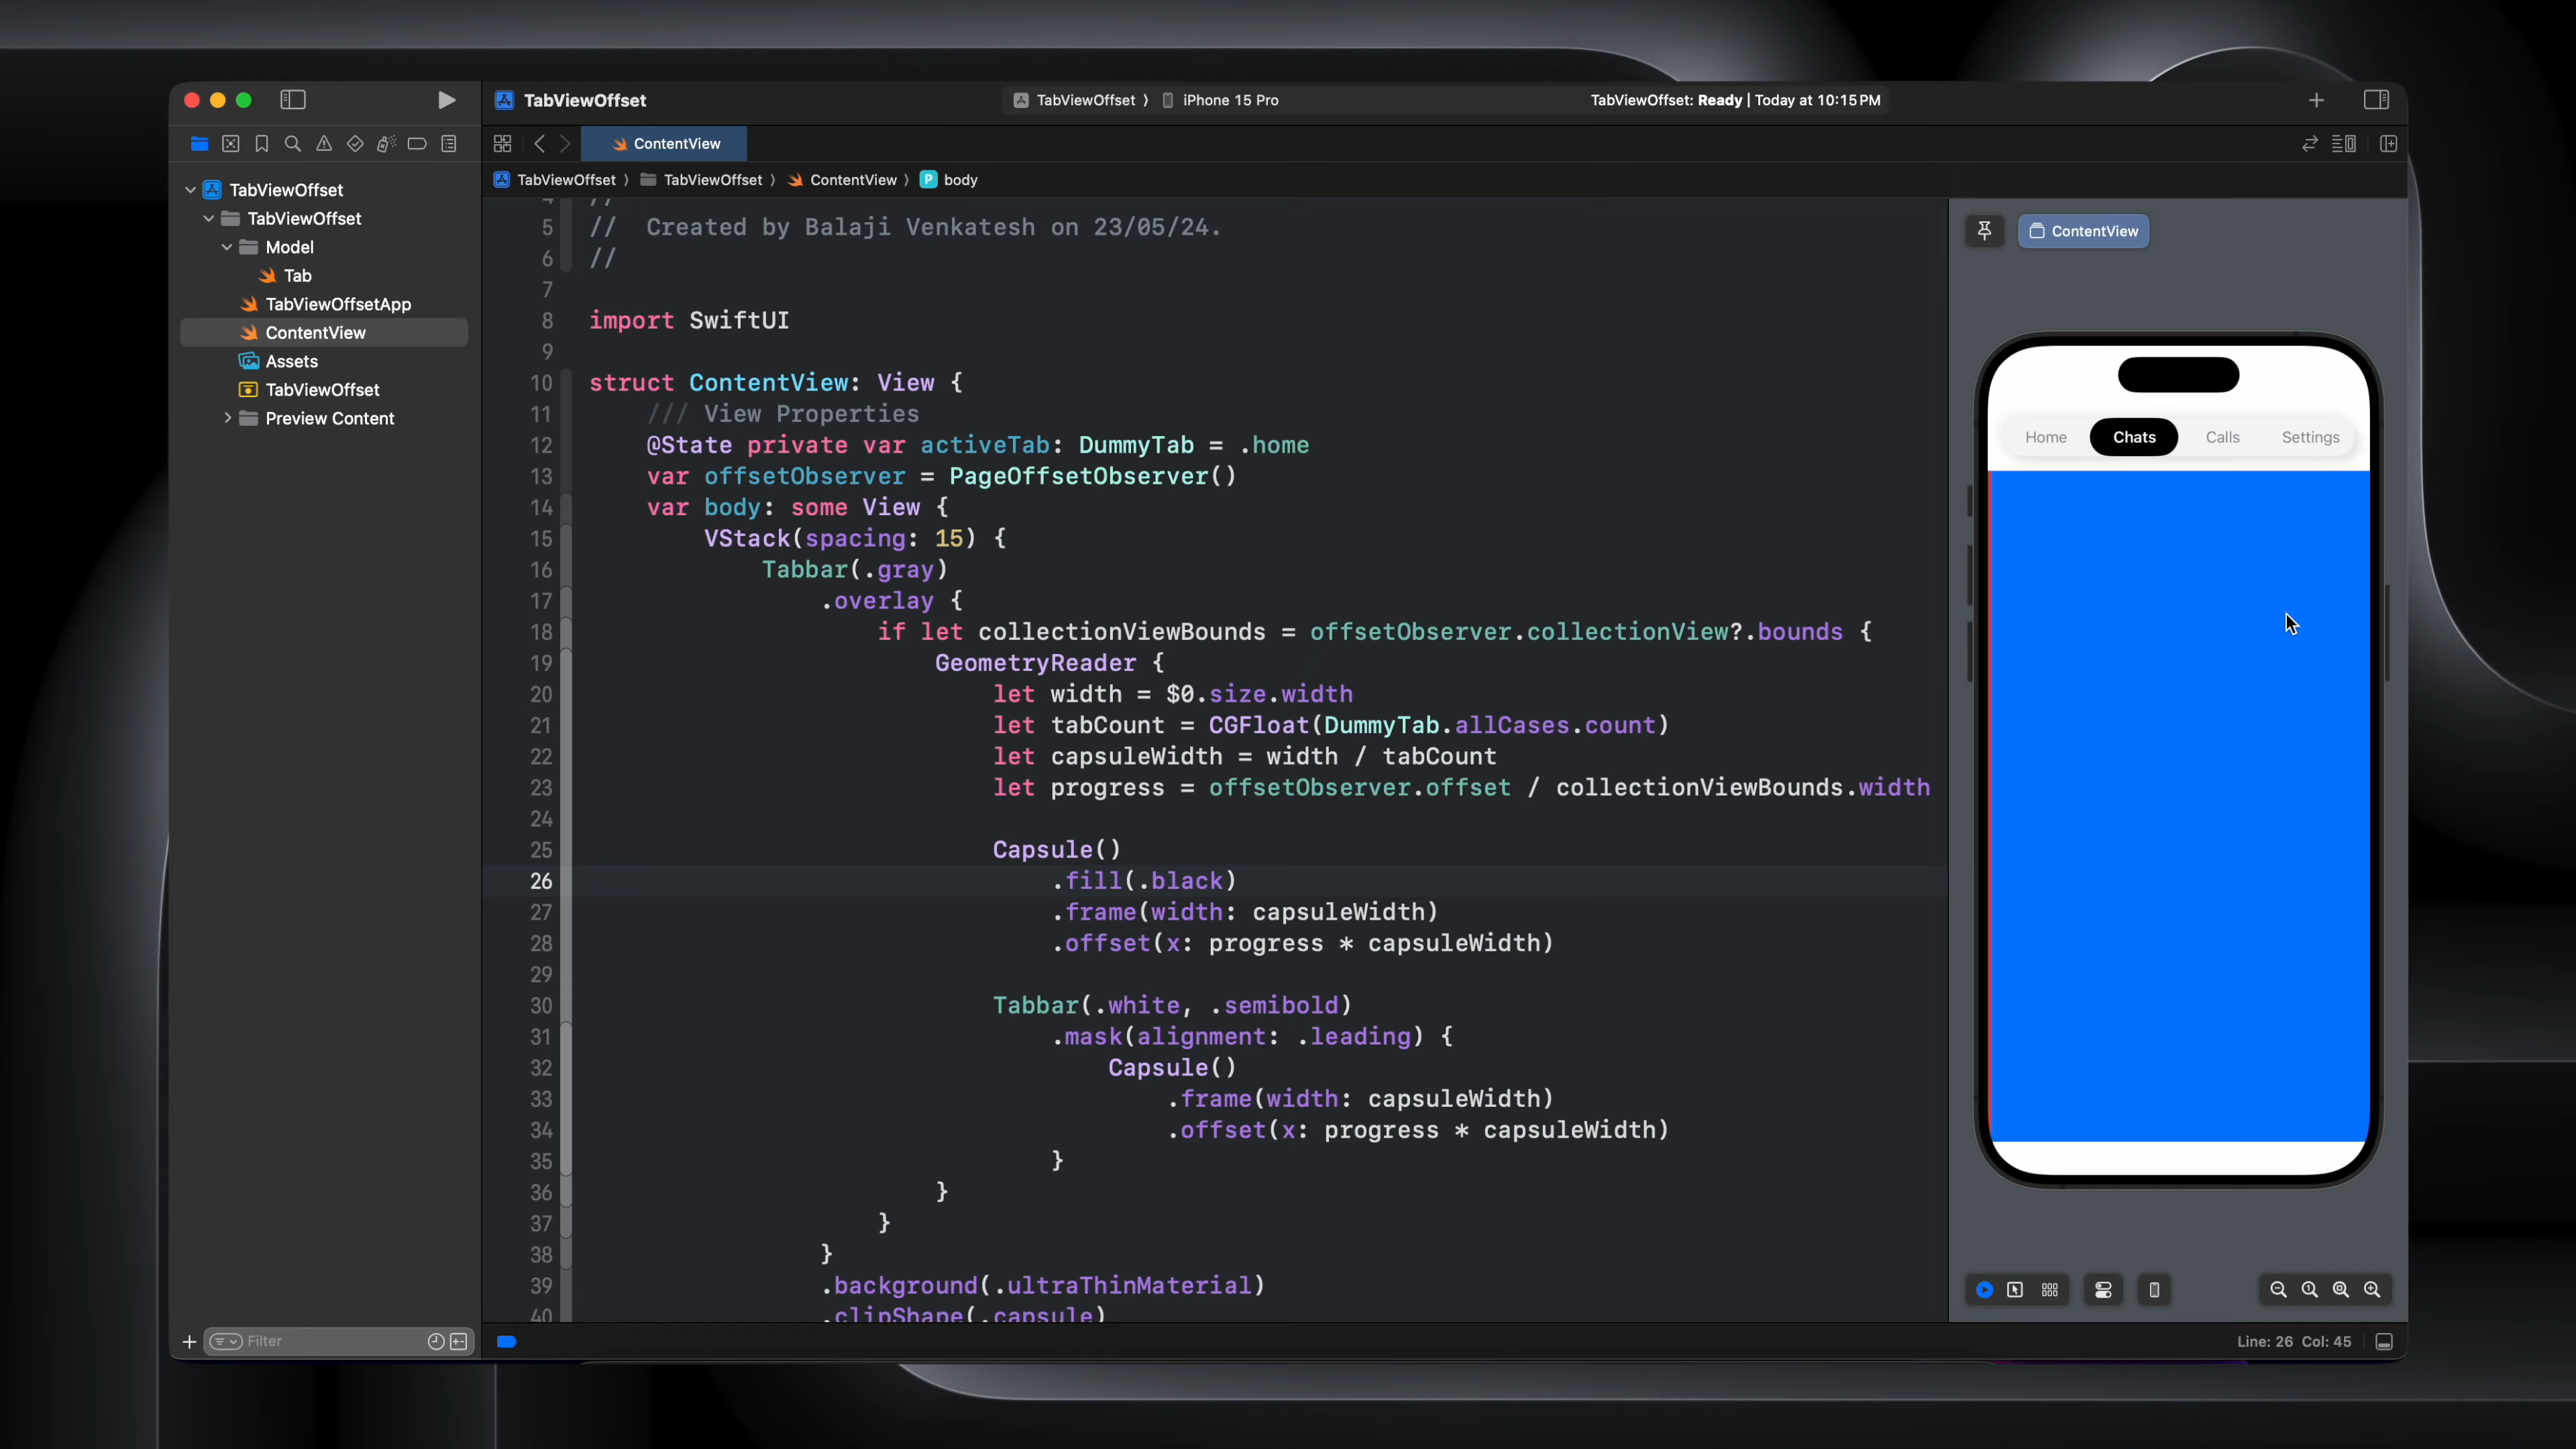 TabViewOffset
TabViewOffset 〉 iPhone 15 Pro
TabViewOffset: Ready | Today at 10:15 PM
ContentView
TabViewOffset 〉 TabViewOffset 〉 ContentView 〉 P body
TabViewOffset
TabViewOffset
Model
Tab
TabViewOffsetApp
ContentView
Assets
TabViewOffset
Preview Content
Filter
4 //
5 //  Created by Balaji Venkatesh on 23/05/24.
6 //
7
8 import SwiftUI
9
10 struct ContentView: View {
11     /// View Properties
12     @State private var activeTab: DummyTab = .home
13     var offsetObserver = PageOffsetObserver()
14     var body: some View {
15         VStack(spacing: 15) {
16             Tabbar(.gray)
17                 .overlay {
18                     if let collectionViewBounds = offsetObserver.collectionView?.bounds {
19                         GeometryReader {
20                             let width = $0.size.width
21                             let tabCount = CGFloat(DummyTab.allCases.count)
22                             let capsuleWidth = width / tabCount
23                             let progress = offsetObserver.offset / collectionViewBounds.width
24
25                             Capsule()
26                                 .fill(.black)
27                                 .frame(width: capsuleWidth)
28                                 .offset(x: progress * capsuleWidth)
29
30                             Tabbar(.white, .semibold)
31                                 .mask(alignment: .leading) {
32                                     Capsule()
33                                         .frame(width: capsuleWidth)
34                                         .offset(x: progress * capsuleWidth)
35                                 }
36                         }
37                     }
38                 }
39                 .background(.ultraThinMaterial)
40                 .clipShape(.capsule)
ContentView
Home Chats Calls Settings
Line: 26 Col: 45